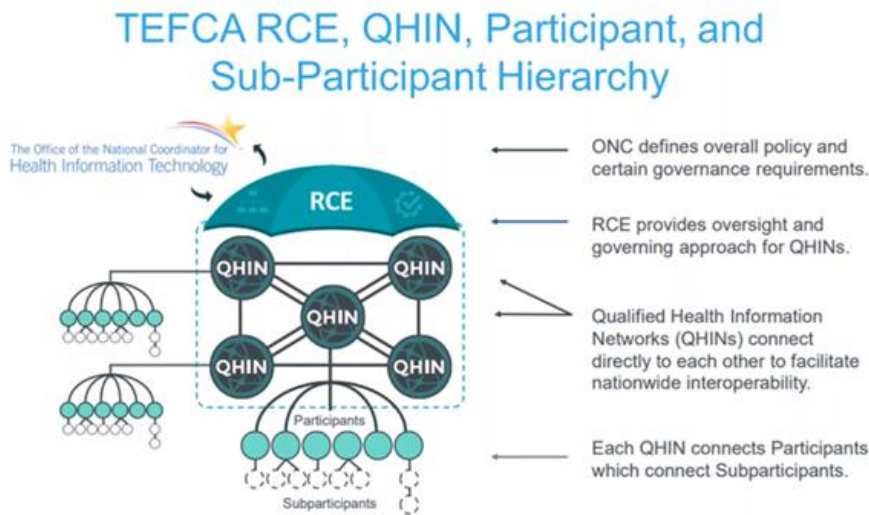 TEFCA RCE, QHIN, Participant, and
Sub-Participant Hierarchy
The Office of the National Coordinator for
Health Information Technology
RCE
QHIN
QHIN
QHIN
QHIN
QHIN
Participants
Subparticipants
ONC defines overall policy and
certain governance requirements.
RCE provides oversight and
governing approach for QHINs.
Qualified Health Information
Networks (QHINs) connect
directly to each other to facilitate
nationwide interoperability.
Each QHIN connects Participants
which connect Subparticipants.